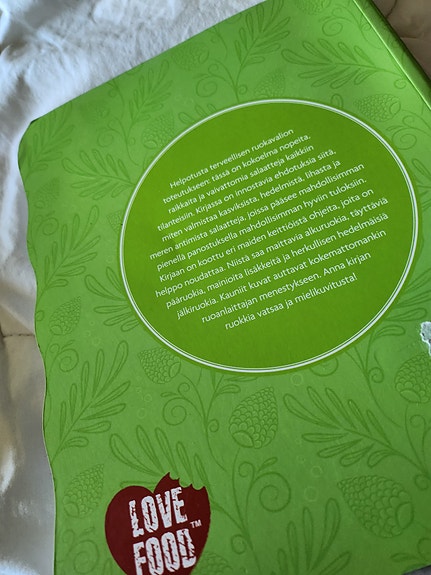 Helpotusta terveellisen ruokavalion
toteutukseen: tässä on kokoelma nopeita,
raikkaita ja vaivattomia salaatteja kaikkiin
tilanteisiin. Kirjassa on innostavia ehdotuksia siitä,
miten valmistaa kasviksista, hedelmistä, lihasta ja
meren antimista salaatteja, joissa pääsee mahdollisimman
pienellä panostuksella mahdollisimman hyviin tuloksiin.
Kirjaan on koottu eri maiden keittiöistä ohjeita, joita on
helppo noudattaa. Niistä saa maittavia alkuruokia, täyttäviä
pääruokia, mainioita lisäkkeitä ja herkullisen hedelmäisiä
jälkiruokia. Kauniit kuvat auttavat kokemattomankin
ruoanlaittajan menestykseen. Anna kirjan
ruokkia vatsaa ja mielikuvitusta!
LOVE
FOOD™